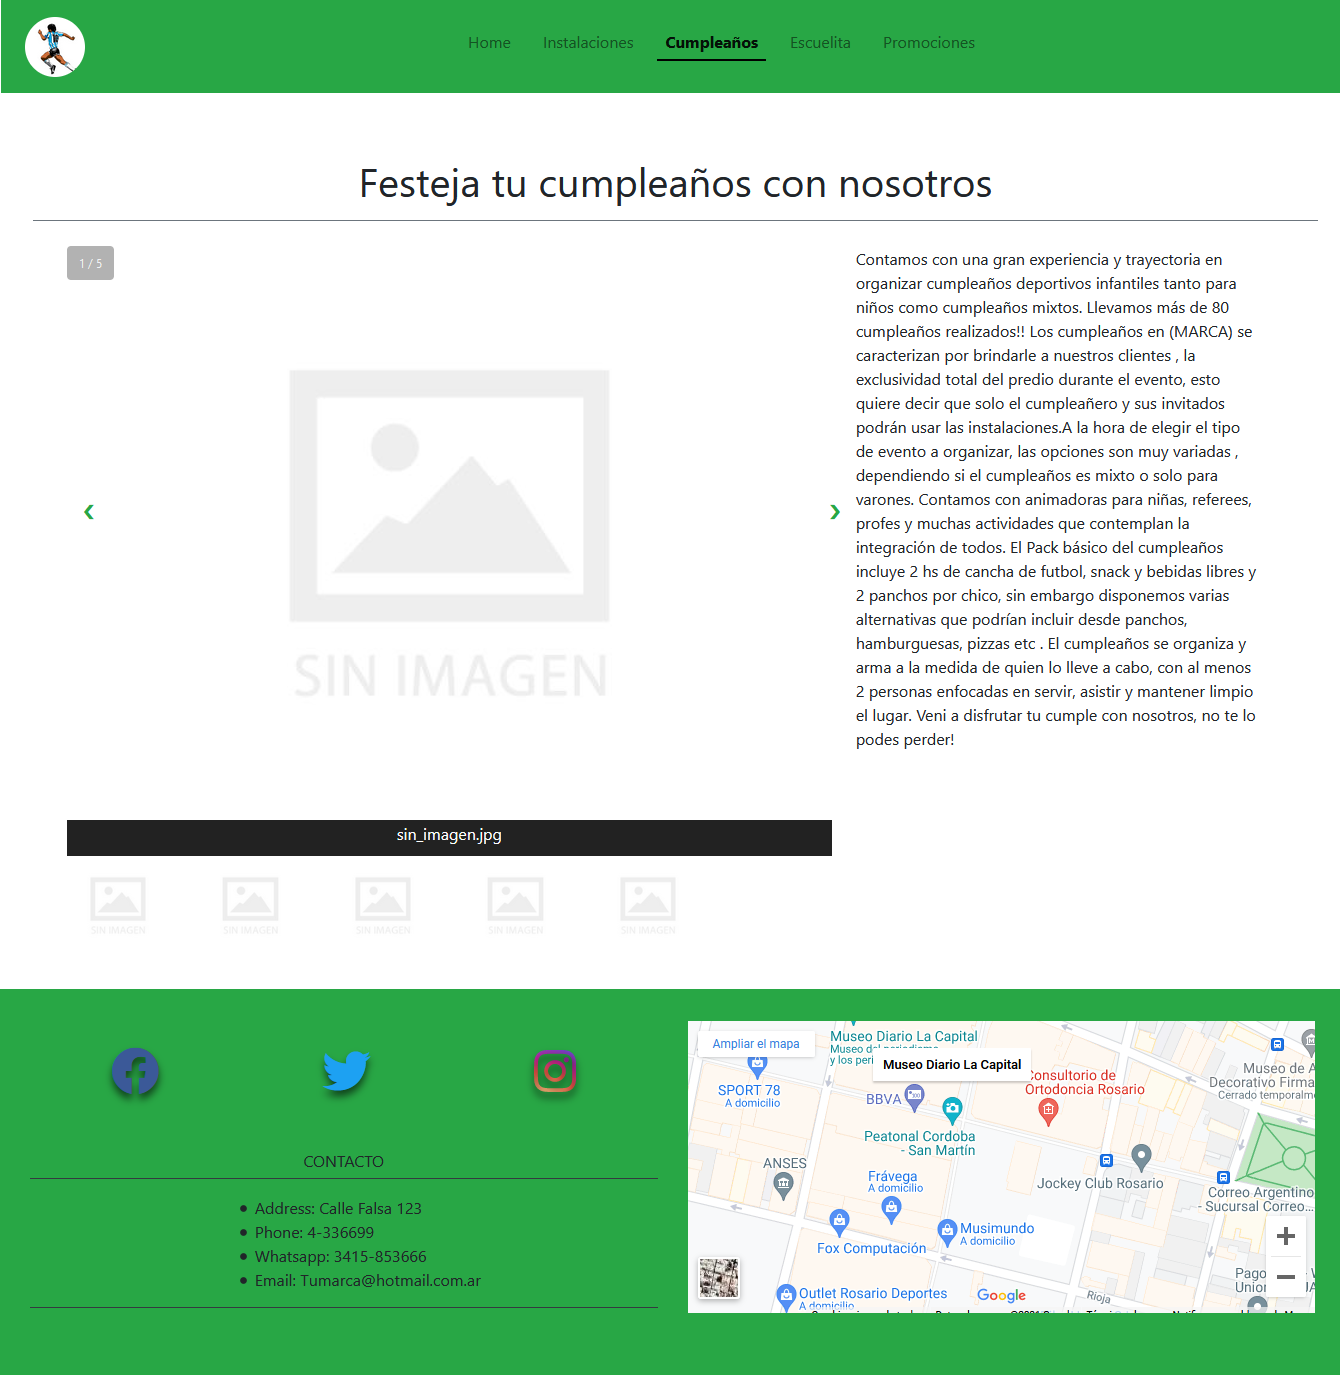 Home Instalaciones Cumpleaños Escuelita Promociones
Festeja tu cumpleaños con nosotros
1 / 5
SIN IMAGEN
‹ ›
sin_imagen.jpg
SIN IMAGEN SIN IMAGEN SIN IMAGEN SIN IMAGEN SIN IMAGEN
Contamos con una gran experiencia y trayectoria en
organizar cumpleaños deportivos infantiles tanto para
niños como cumpleaños mixtos. Llevamos más de 80
cumpleaños realizados!! Los cumpleaños en (MARCA) se
caracterizan por brindarle a nuestros clientes , la
exclusividad total del predio durante el evento, esto
quiere decir que solo el cumpleañero y sus invitados
podrán usar las instalaciones.A la hora de elegir el tipo
de evento a organizar, las opciones son muy variadas ,
dependiendo si el cumpleaños es mixto o solo para
varones. Contamos con animadoras para niñas, referees,
profes y muchas actividades que contemplan la
integración de todos. El Pack básico del cumpleaños
incluye 2 hs de cancha de futbol, snack y bebidas libres y
2 panchos por chico, sin embargo disponemos varias
alternativas que podrían incluir desde panchos,
hamburguesas, pizzas etc . El cumpleaños se organiza y
arma a la medida de quien lo lleve a cabo, con al menos
2 personas enfocadas en servir, asistir y mantener limpio
el lugar. Veni a disfrutar tu cumple con nosotros, no te lo
podes perder!
CONTACTO
Address: Calle Falsa 123
Phone: 4-336699
Whatsapp: 3415-853666
Email: Tumarca@hotmail.com.ar
Ampliar el mapa
Museo Diario La Capital
Museo del periodismo
y los peri
Museo Diario La Capital
SPORT 78
A domicilio
BBVA
Consultorio de
Ortodoncia Rosario
Museo de A
Decorativo Firma
Cerrado temporalm
Peatonal Cordoba
- San Martín
ANSES
Frávega
A domicilio
Jockey Club Rosario
Correo Argentino
- Sucursal Correo...
Fox Computación
Musimundo
A domicilio
Outlet Rosario Deportes
A domicilio
Google
Rioja
Pago
Union